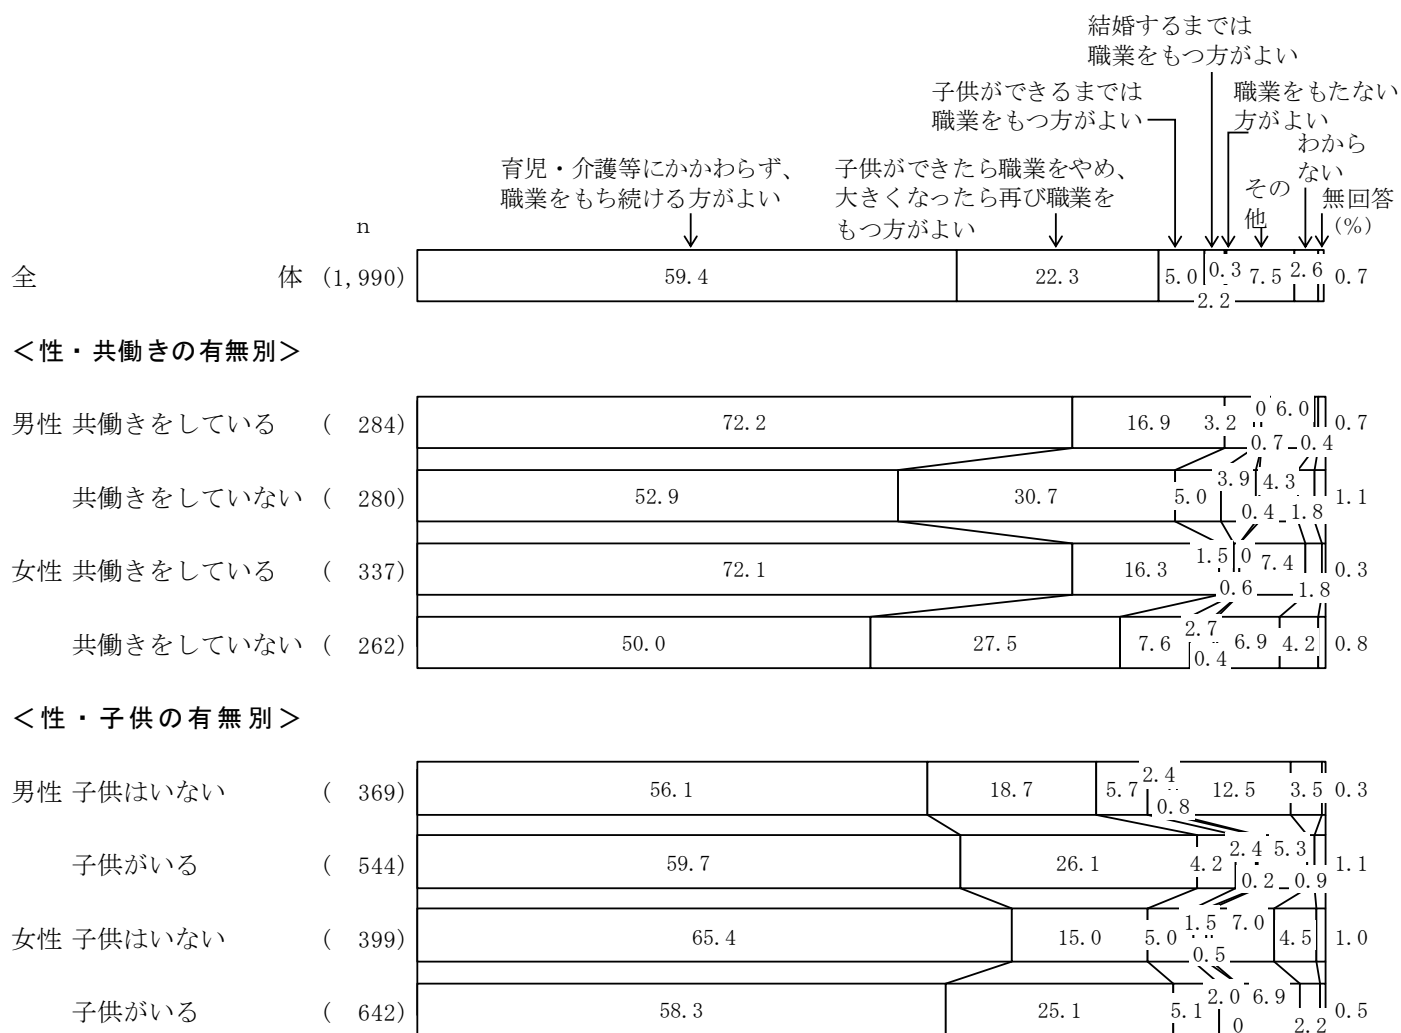 結婚するまでは
職業をもつ方がよい
子供ができるまでは
職業をもつ方がよい
職業をもたない
方がよい
わから
ない
育児・介護等にかかわらず、
職業をもち続ける方がよい
子供ができたら職業をやめ、
大きくなったら再び職業を
もつ方がよい
その
他
無回答
(%)
n
全体 (1,990) 59.4 22.3 5.0 2.2 0.3 7.5 2.6 0.7
＜性・共働きの有無別＞
男性 共働きをしている ( 284) 72.2 16.9 3.2 0.7 0 6.0 0.4 0.7
共働きをしていない ( 280) 52.9 30.7 5.0 3.9 0.4 4.3 1.8 1.1
女性 共働きをしている ( 337) 72.1 16.3 1.5 0.6 0 7.4 1.8 0.3
共働きをしていない ( 262) 50.0 27.5 7.6 2.7 0.4 6.9 4.2 0.8
＜性・子供の有無別＞
男性 子供はいない ( 369) 56.1 18.7 5.7 2.4 0.8 12.5 3.5 0.3
子供がいる ( 544) 59.7 26.1 4.2 2.4 0.2 5.3 0.9 1.1
女性 子供はいない ( 399) 65.4 15.0 5.0 1.5 0.5 7.0 4.5 1.0
子供がいる ( 642) 58.3 25.1 5.1 2.0 0 6.9 2.2 0.5